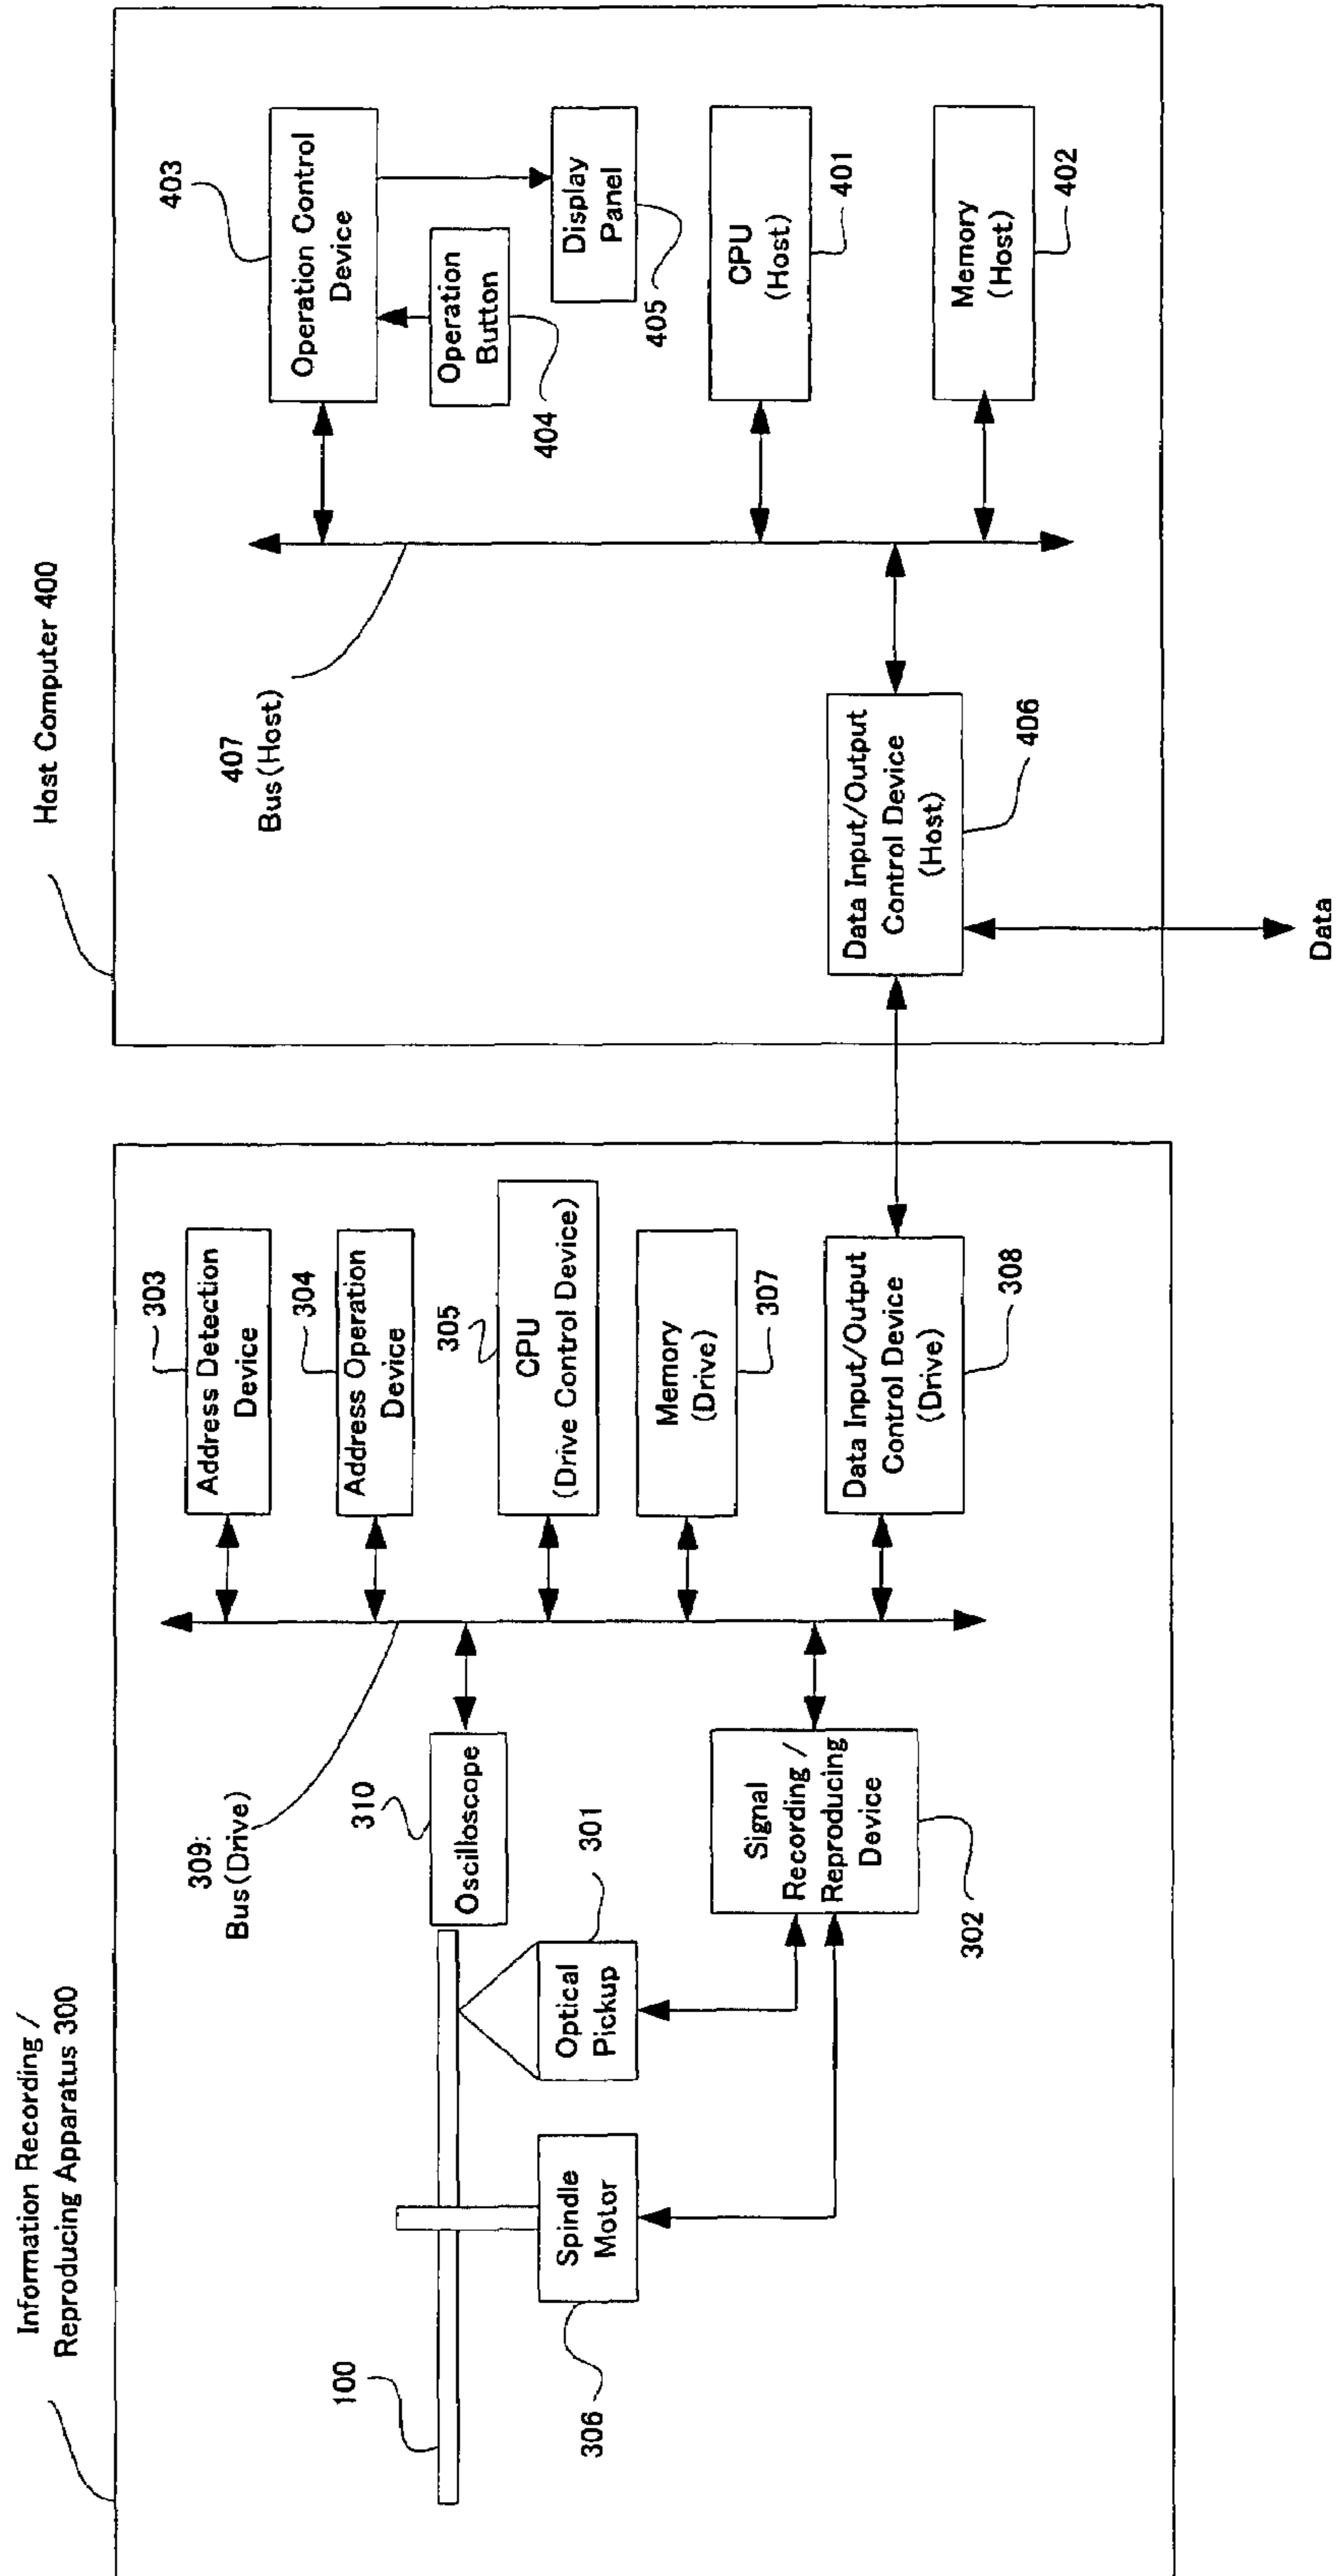 Information Recording /
Reproducing Apparatus 300
100
306
Spindle
Motor
Optical
Pickup
301
310
Oscilloscope
309:
Bus(Drive)
Signal
Recording /
Reproducing
Device
302
303
Address Detection
Device
304
Address Operation
Device
305
CPU
(Drive Control Device)
Memory
(Drive)
307
Data Input/Output
Control Device
(Drive)
308
Host Computer 400
407
Bus(Host)
403
Operation Control
Device
Operation
Button
404
Display
Panel
405
CPU
(Host)
401
Memory
(Host)
402
Data Input/Output
Control Device
(Host)
406
Data